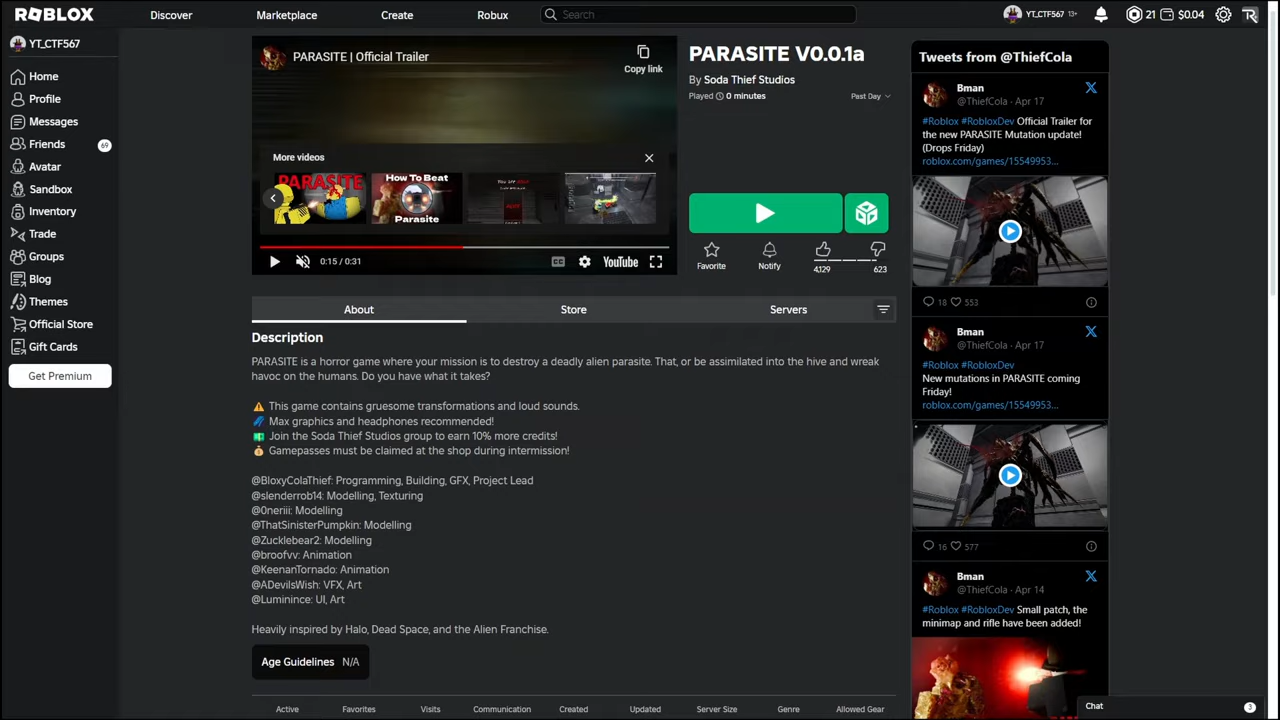 ROBLOX
Discover
Marketplace
Create
Robux
Search
YT_CTF567 13+
21
$0.04
YT_CTF567
Home
Profile
Messages
Friends
69
Avatar
Sandbox
Inventory
Trade
Groups
Blog
Themes
Official Store
Gift Cards
Get Premium
PARASITE | Official Trailer
Copy link
More videos
PARASITE
How To Beat
Parasite
0:15 / 0:31
CC
YouTube
PARASITE V0.0.1a
By Soda Thief Studios
Played 0 minutes
Past Day
Favorite
Notify
4,129
623
About
Store
Servers
Description
PARASITE is a horror game where your mission is to destroy a deadly alien parasite. That, or be assimilated into the hive and wreak
havoc on the humans. Do you have what it takes?
⚠️ This game contains gruesome transformations and loud sounds.
Max graphics and headphones recommended!
💵 Join the Soda Thief Studios group to earn 10% more credits!
💰 Gamepasses must be claimed at the shop during intermission!
@BloxyColaThief: Programming, Building, GFX, Project Lead
@slenderrob14: Modelling, Texturing
@0neriii: Modelling
@ThatSinisterPumpkin: Modelling
@Zucklebear2: Modelling
@broofvv: Animation
@KeenanTornado: Animation
@ADevilsWish: VFX, Art
@Luminince: UI, Art
Heavily inspired by Halo, Dead Space, and the Alien Franchise.
Age Guidelines N/A
Active
Favorites
Visits
Communication
Created
Updated
Server Size
Genre
Allowed Gear
Tweets from @ThiefCola
Bman
@ThiefCola · Apr 17
#Roblox #RobloxDev Official Trailer for
the new PARASITE Mutation update!
(Drops Friday)
roblox.com/games/15549953...
18
553
Bman
@ThiefCola · Apr 17
#Roblox #RobloxDev
New mutations in PARASITE coming
Friday!
roblox.com/games/15549953...
16
577
Bman
@ThiefCola · Apr 14
#Roblox #RobloxDev Small patch, the
minimap and rifle have been added!
Chat
3